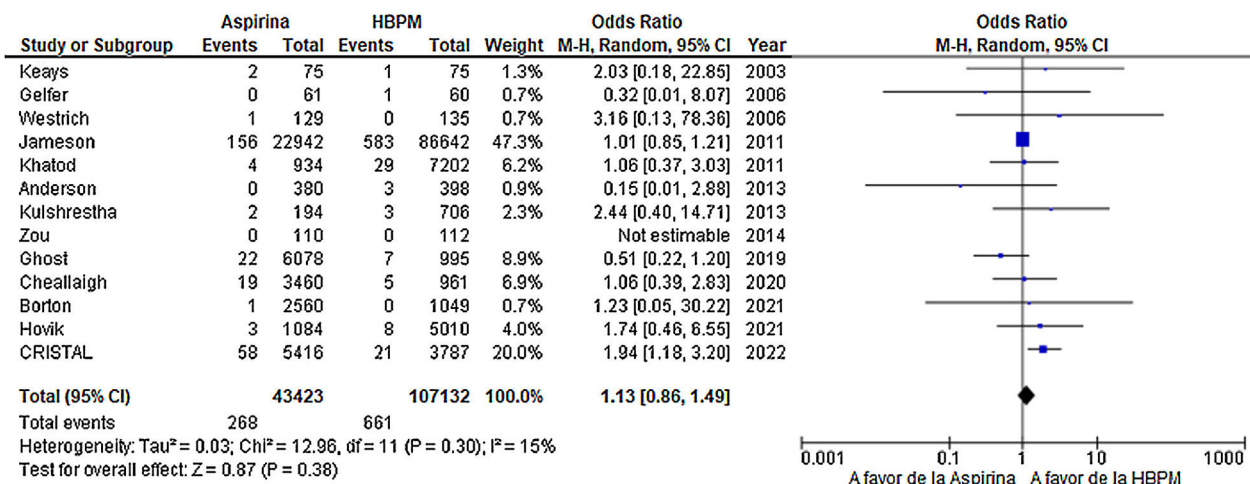 Aspirina HBPM Odds Ratio Odds Ratio
Study or Subgroup Events Total Events Total Weight M-H, Random, 95% CI Year M-H, Random, 95% CI
Keays 2 75 1 75 1.3% 2.03 [0.18, 22.85] 2003
Gelfer 0 61 1 60 0.7% 0.32 [0.01, 8.07] 2006
Westrich 1 129 0 135 0.7% 3.16 [0.13, 78.36] 2006
Jameson 156 22942 583 86642 47.3% 1.01 [0.85, 1.21] 2011
Khatod 4 934 29 7202 6.2% 1.06 [0.37, 3.03] 2011
Anderson 0 380 3 398 0.9% 0.15 [0.01, 2.88] 2013
Kulshrestha 2 194 3 706 2.3% 2.44 [0.40, 14.71] 2013
Zou 0 110 0 112 Not estimable 2014
Ghost 22 6078 7 995 8.9% 0.51 [0.22, 1.20] 2019
Cheallaigh 19 3460 5 961 6.9% 1.06 [0.39, 2.83] 2020
Borton 1 2560 0 1049 0.7% 1.23 [0.05, 30.22] 2021
Hovik 3 1084 8 5010 4.0% 1.74 [0.46, 6.55] 2021
CRISTAL 58 5416 21 3787 20.0% 1.94 [1.18, 3.20] 2022
Total (95% CI) 43423 107132 100.0% 1.13 [0.86, 1.49]
Total events 268 661
Heterogeneity: Tau² = 0.03; Chi² = 12.96, df = 11 (P = 0.30); I² = 15%
Test for overall effect: Z = 0.87 (P = 0.38)
0.001 0.1 1 10 1000
A favor de la Aspirina A favor de la HBPM